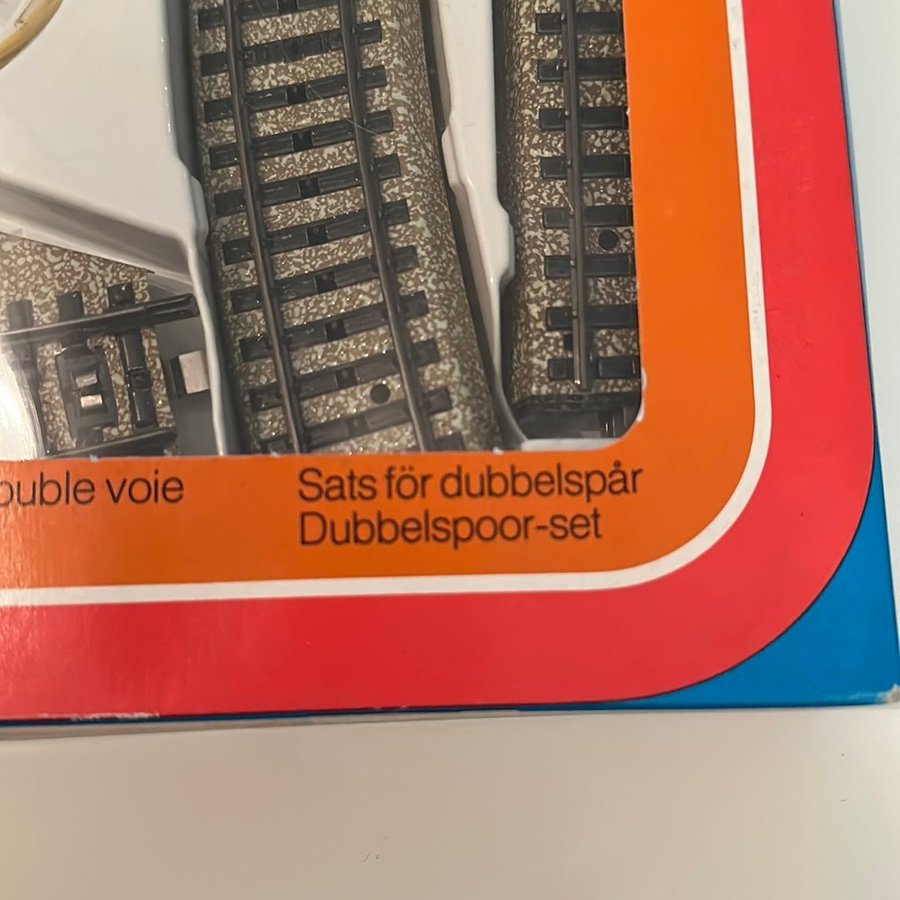 ouble voie
Sats för dubbelspår
Dubbelspoor-set